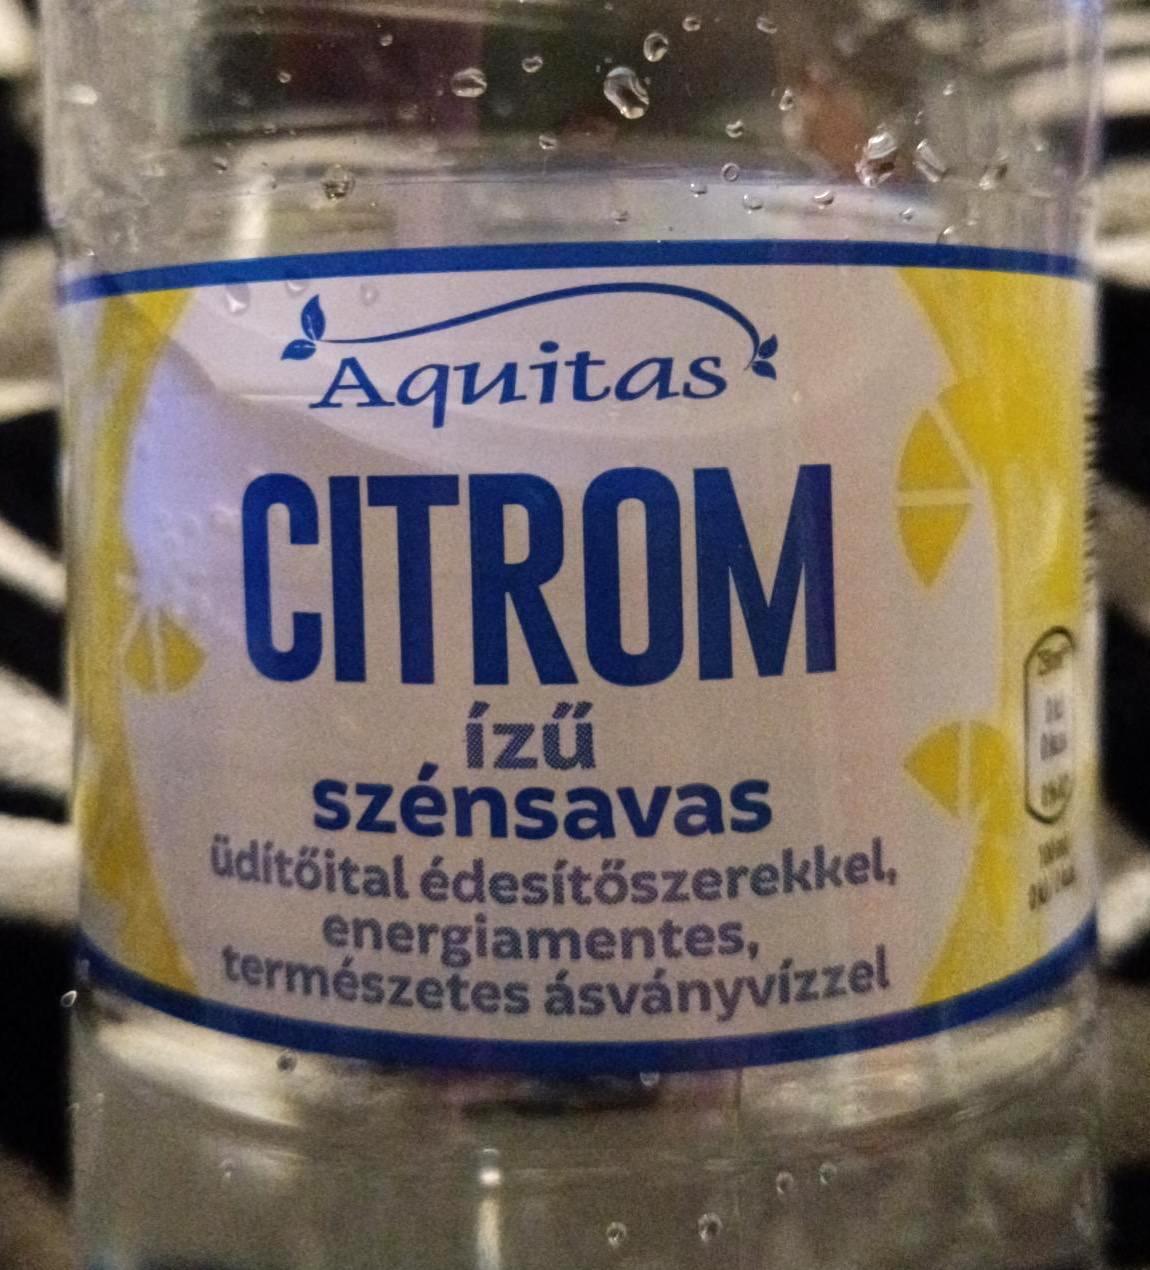 Aquitas
CITROM
ízű
szénsavas
üdítőital édesítőszerekkel,
energiamentes,
természetes ásványvízzel